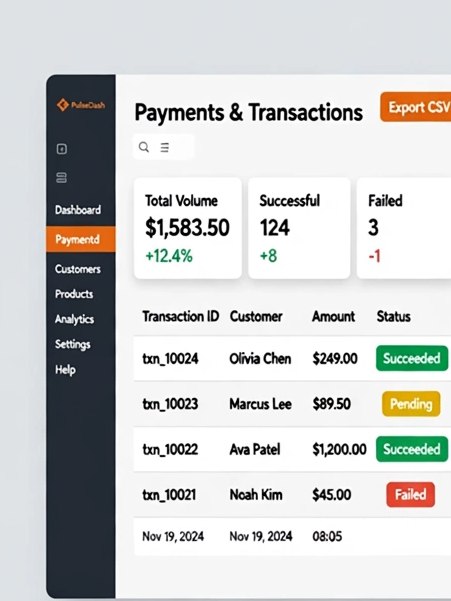 PulseDash
Payments & Transactions
Export CSV
Dashboard
Paymentd
Customers
Products
Analytics
Settings
Help
Total Volume
$1,583.50
+12.4%
Successful
124
+8
Failed
3
-1
Transaction ID Customer Amount Status
txn_10024 Olivia Chen $249.00 Succeeded
txn_10023 Marcus Lee $89.50 Pending
txn_10022 Ava Patel $1,200.00 Succeeded
txn_10021 Noah Kim $45.00 Failed
Nov 19, 2024 Nov 19, 2024 08:05